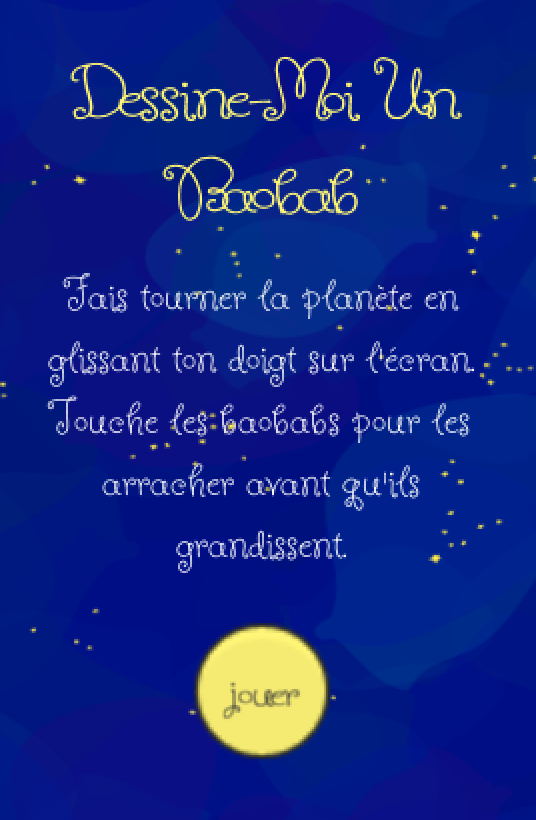 Dessine-Moi Un
Baobab
Fais tourner la planète en
glissant ton doigt sur l'écran.
Touche les baobabs pour les
arracher avant qu'ils
grandissent.
jouer